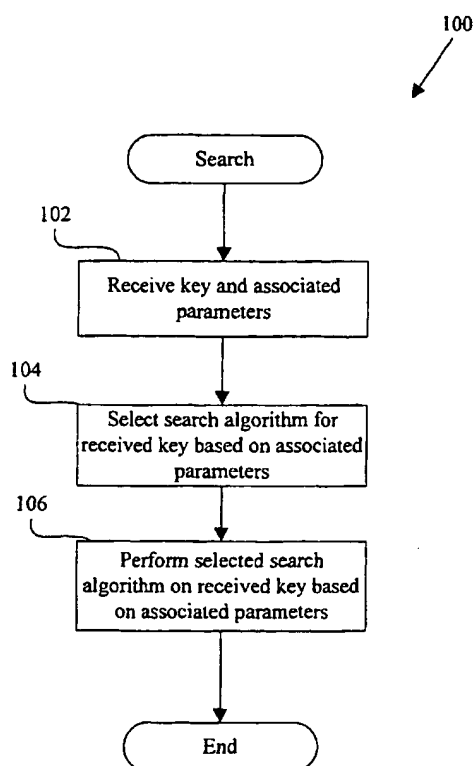 100
Search
102
Receive key and associated
parameters
104
Select search algorithm for
received key based on associated
parameters
106
Perform selected search
algorithm on received key based
on associated parameters
End